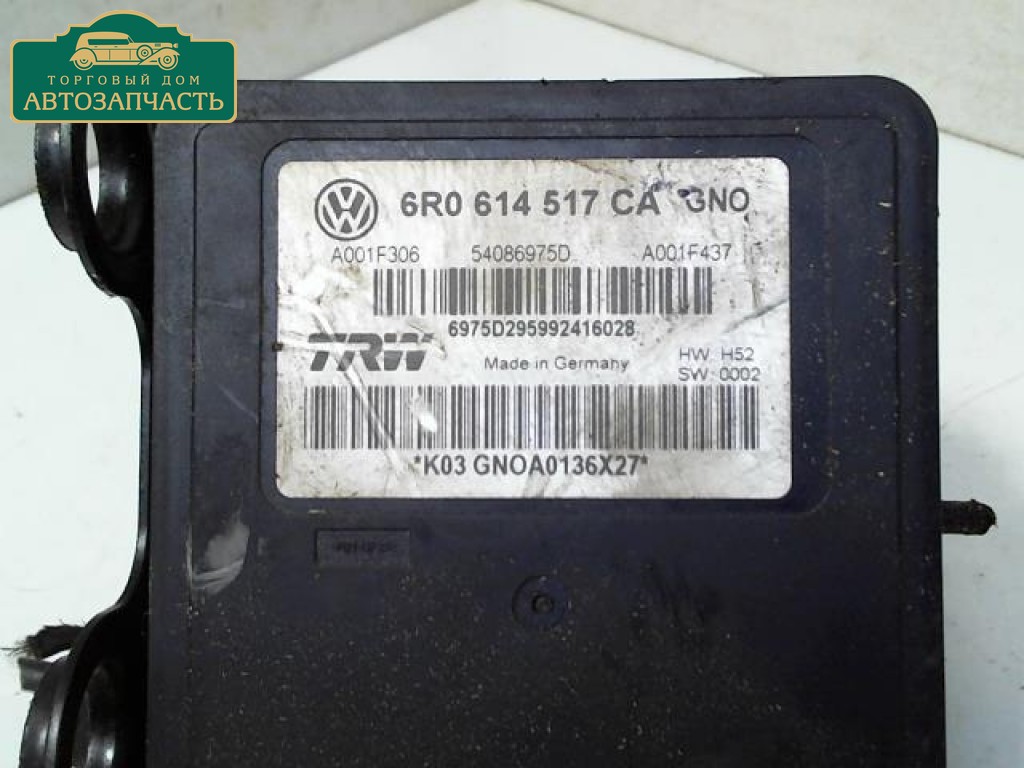 ТОРГОВЫЙ ДОМ
АВТОЗАПЧАСТЬ
6R0 614 517 CA GNO
A001F306 54086975D A001F437
6975D295992416028
TRW Made in Germany HW: H52
SW: 0002
*K03 GNOA0136X27*